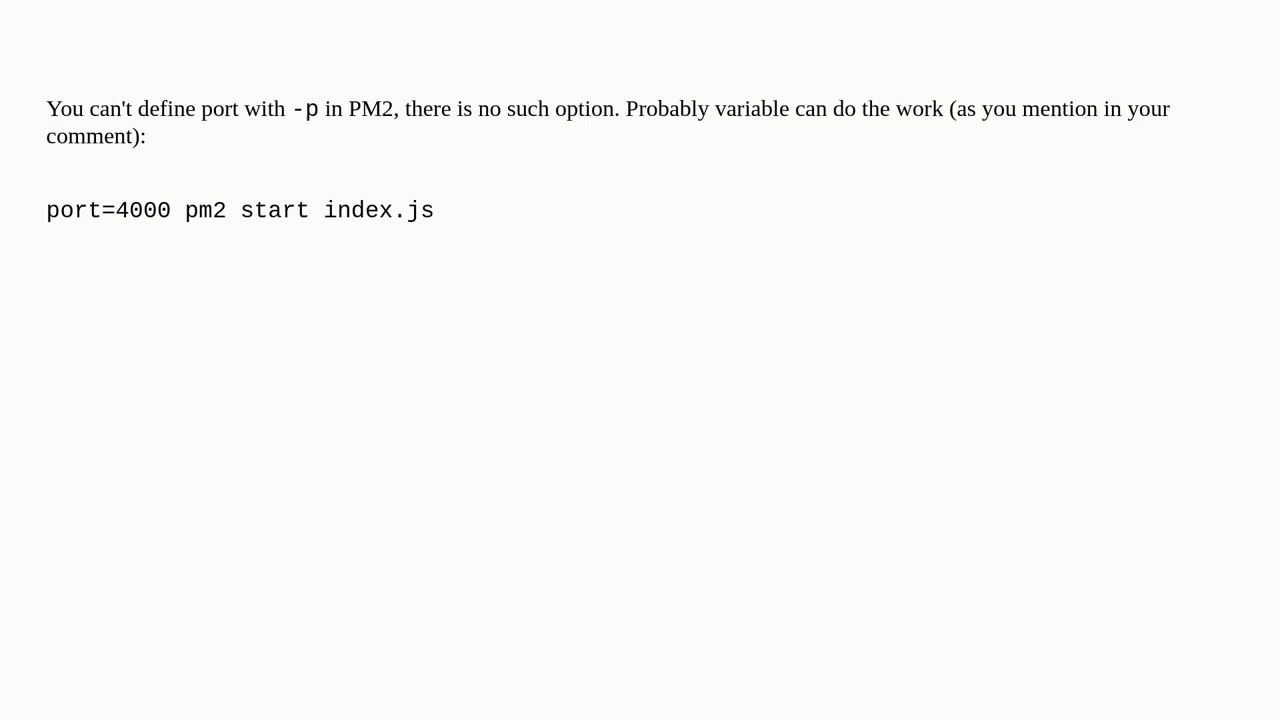 You can't define port with -p in PM2, there is no such option. Probably variable can do the work (as you mention in your
comment):
port=4000 pm2 start index.js